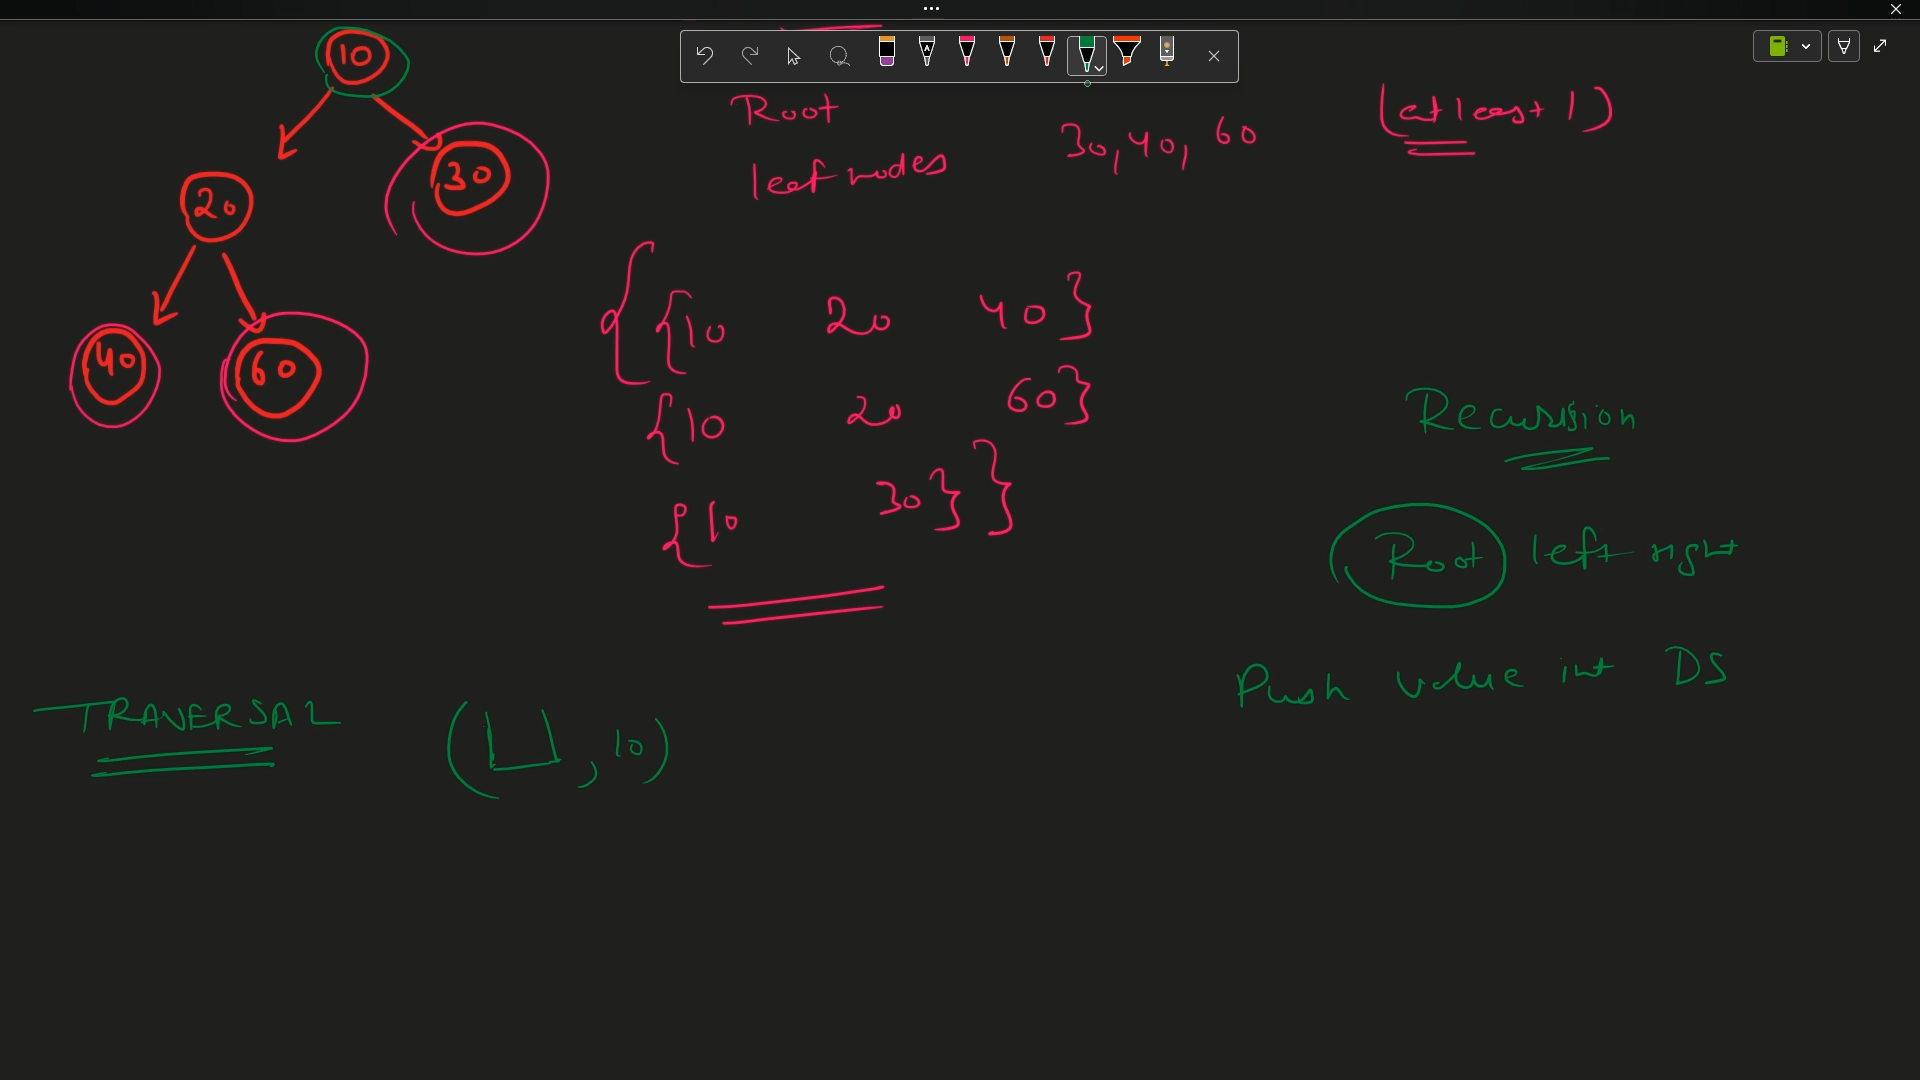 10
Root
(atleast 1)
30, 40, 60
leaf nodes
30
20
{ {10 20 40}
40
60
{10 20 60}
Recursion
{10 30} }
Root left right
Push value int DS
TRAVERSAL
( , 10)